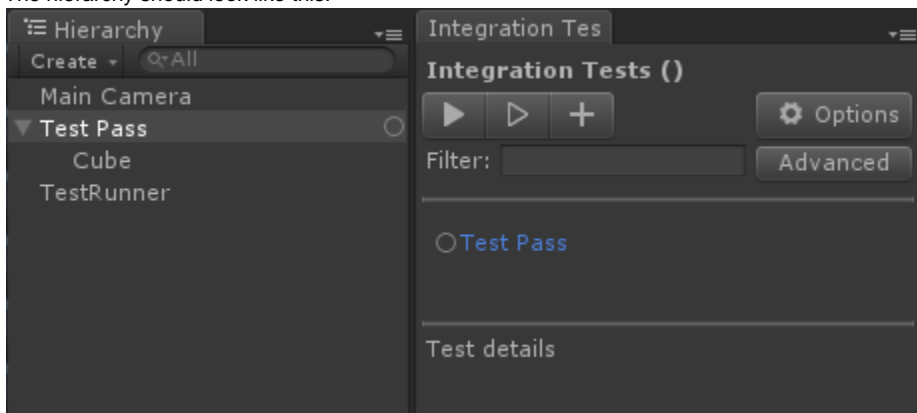 The hierarchy should look like this:
Hierarchy
Create
All
Main Camera
Test Pass
Cube
TestRunner
Integration Tes
Integration Tests ()
Options
Filter:
Advanced
Test Pass
Test details